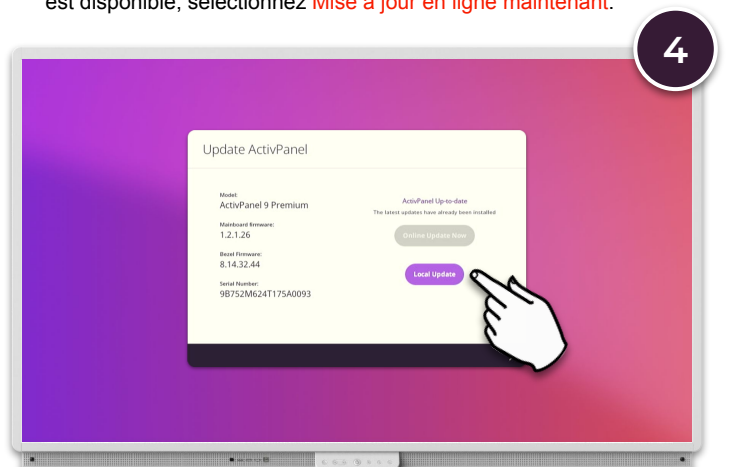 est disponible, sélectionnez Mise à jour en ligne maintenant.
4
Update ActivPanel
Model:
ActivPanel 9 Premium
Mainboard firmware:
1.2.1.26
Bezel Firmware:
8.14.32.44
Serial Number:
9B752M624T175A0093
ActivPanel Up-to-date
The latest updates have already been installed
Online Update Now
Local Update